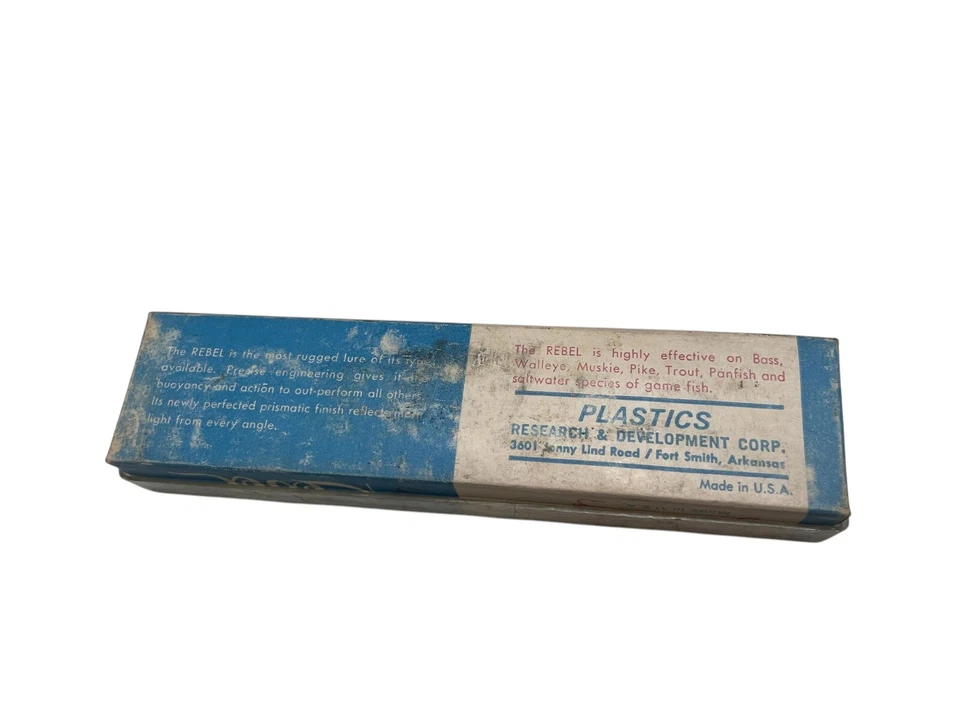 The REBEL is the most rugged lure of its type
available. Precise engineering gives it the
buoyancy and action to out-perform all others.
Its newly perfected prismatic finish reflects more
light from every angle.
The REBEL is highly effective on Bass,
Walleye, Muskie, Pike, Trout, Panfish and
saltwater species of game fish.
PLASTICS
RESEARCH & DEVELOPMENT CORP.
3601 Jenny Lind Road / Fort Smith, Arkansas
Made in U.S.A.